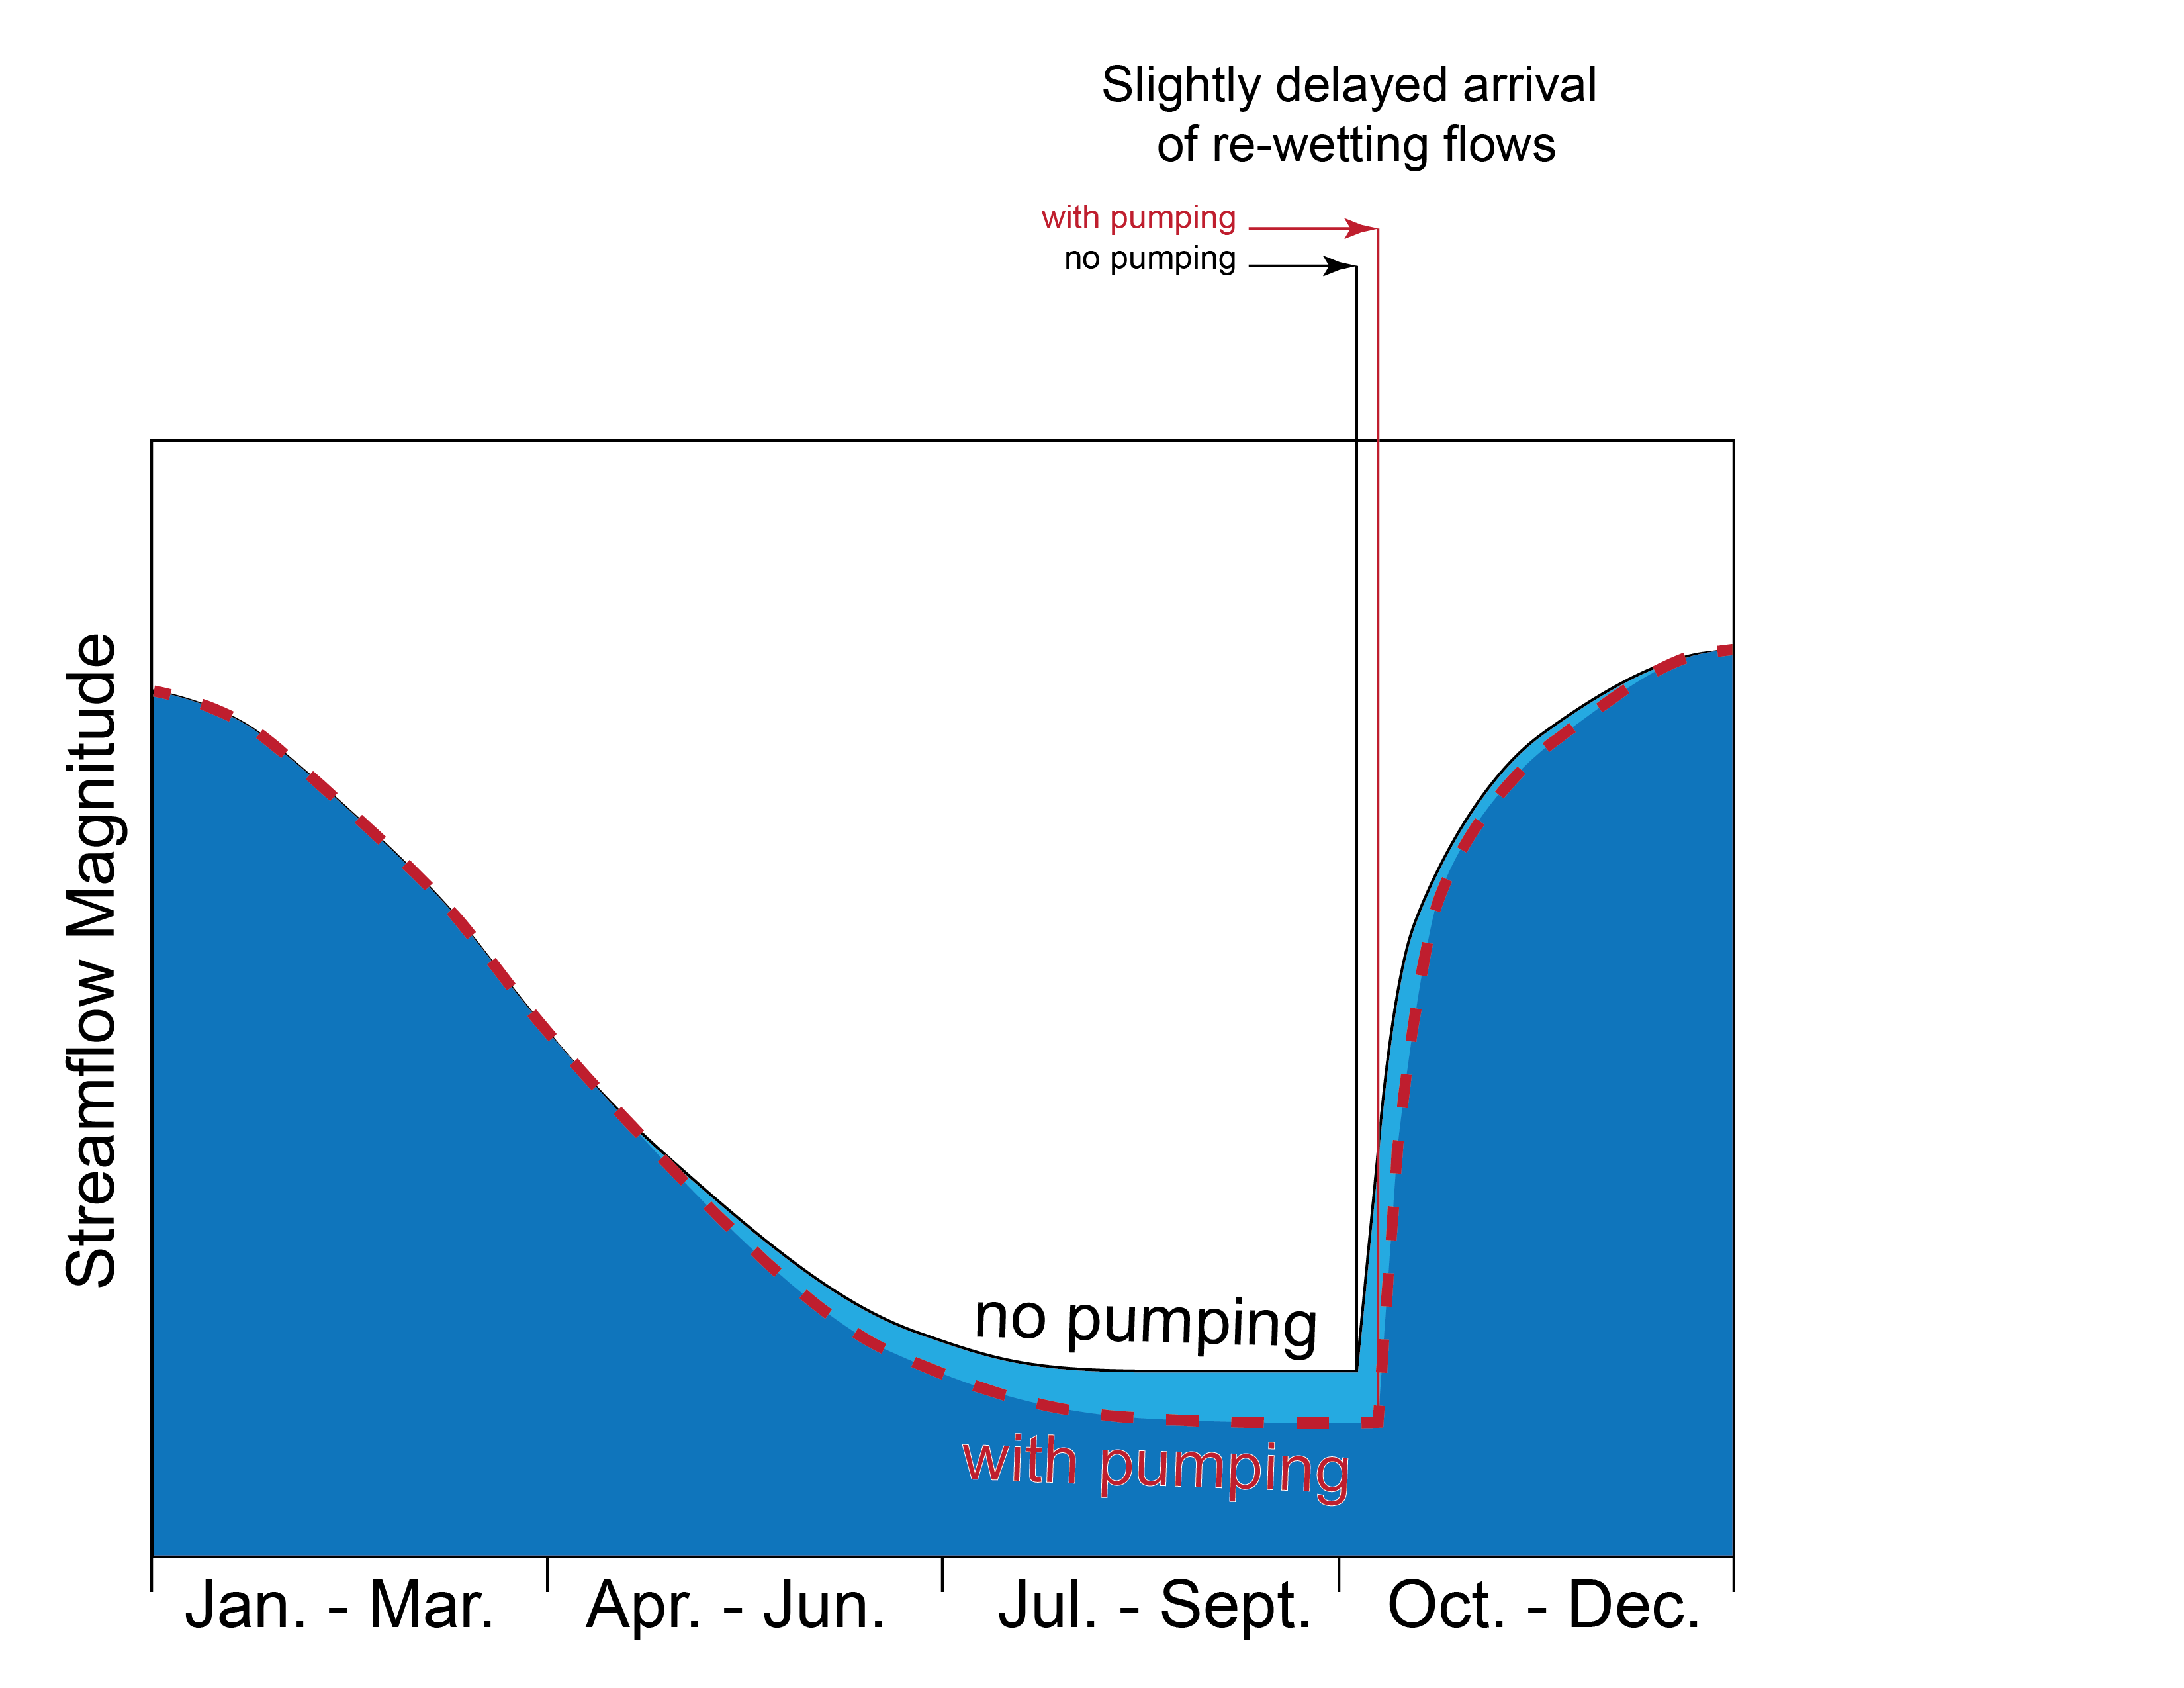 Slightly delayed arrival
of re-wetting flows
with pumping
no pumping
Streamflow Magnitude
no pumping
with pumping
Jan. - Mar.
Apr. - Jun.
Jul. - Sept.
Oct. - Dec.